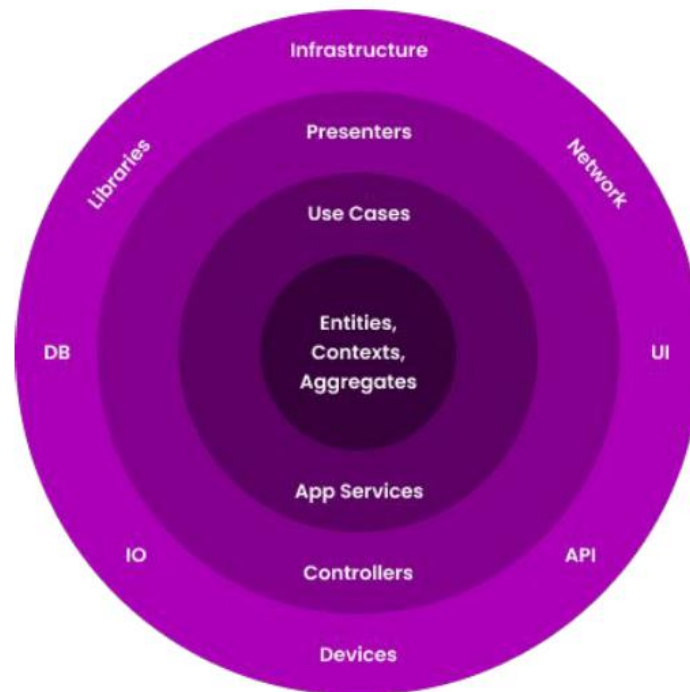 Infrastructure
Presenters
Libraries
Network
Use Cases
Entities,
Contexts,
Aggregates
DB
UI
App Services
IO
API
Controllers
Devices